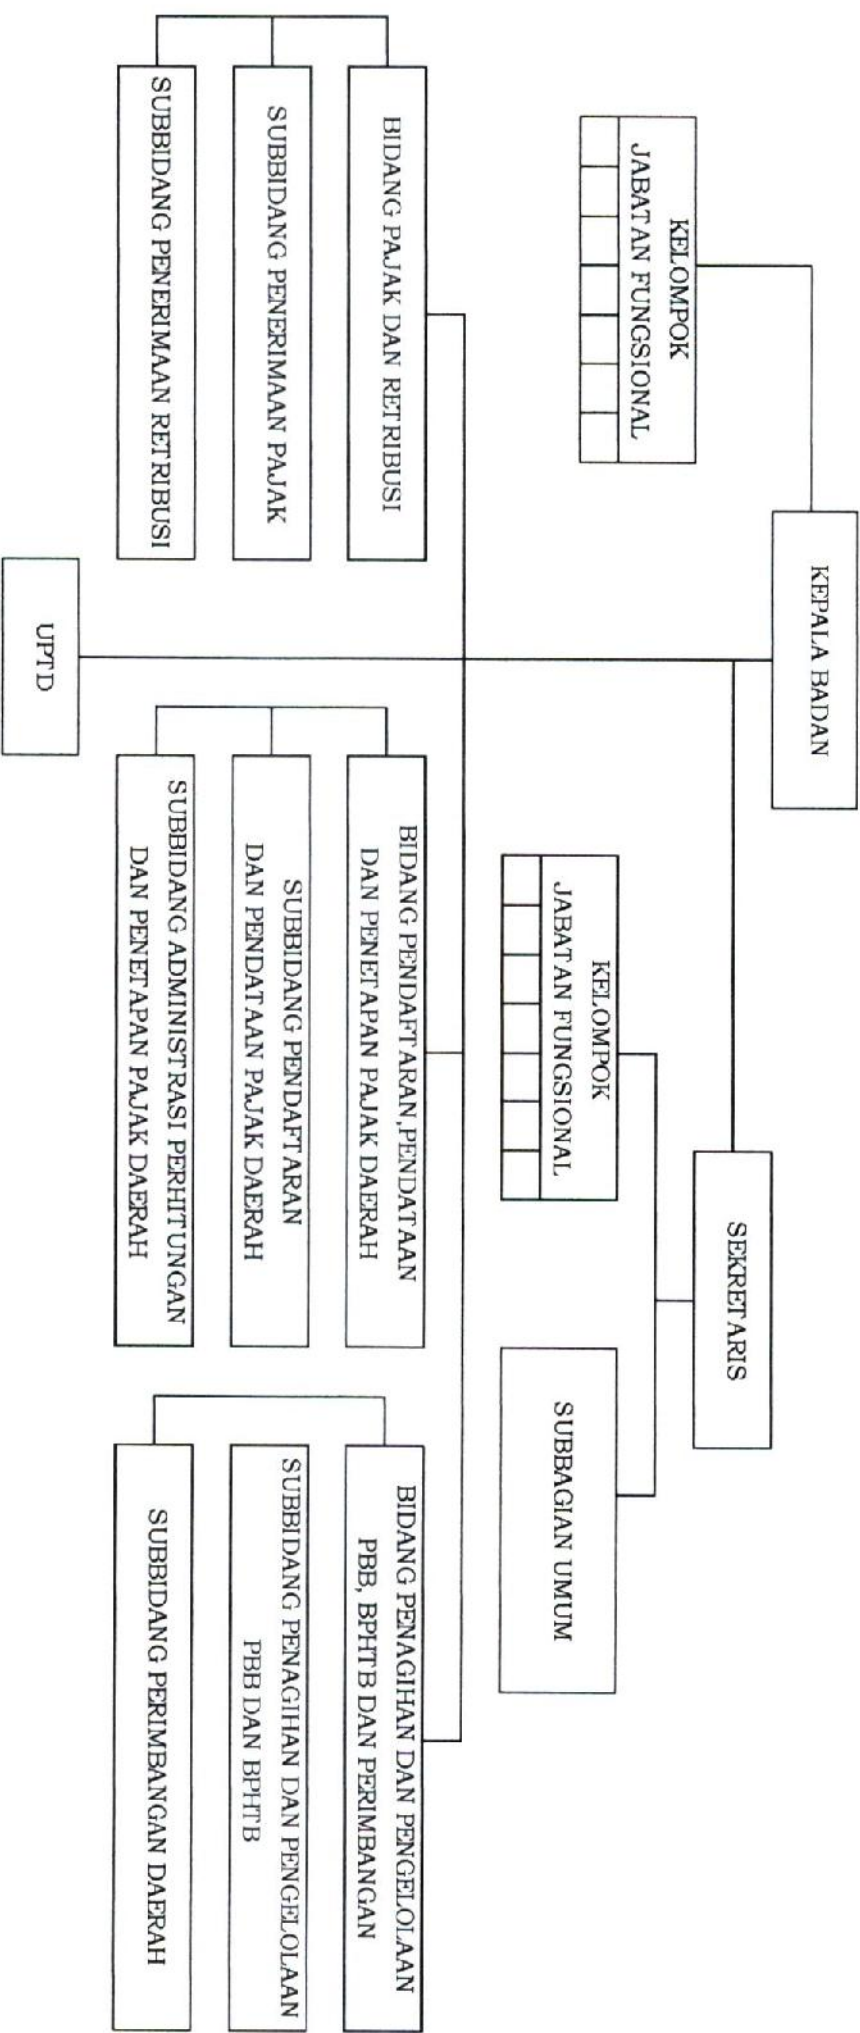 KEPALA BADAN
KELOMPOK
JABATAN FUNGSIONAL
SEKRETARIS
KELOMPOK
JABATAN FUNGSIONAL
SUBBAGIAN UMUM
BIDANG PAJAK DAN RETRIBUSI
SUBBIDANG PENERIMAAN PAJAK
SUBBIDANG PENERIMAAN RETRIBUSI
BIDANG PENDAFTARAN,PENDATAAN
DAN PENETAPAN PAJAK DAERAH
SUBBIDANG PENDAFTARAN
DAN PENDATAAN PAJAK DAERAH
SUBBIDANG ADMINISTRASI PERHITUNGAN
DAN PENETAPAN PAJAK DAERAH
BIDANG PENAGIHAN DAN PENGELOLAAN
PBB, BPHTB DAN PERIMBANGAN
SUBBIDANG PENAGIHAN DAN PENGELOLAAN
PBB DAN BPHTB
SUBBIDANG PERIMBANGAN DAERAH
UPTD